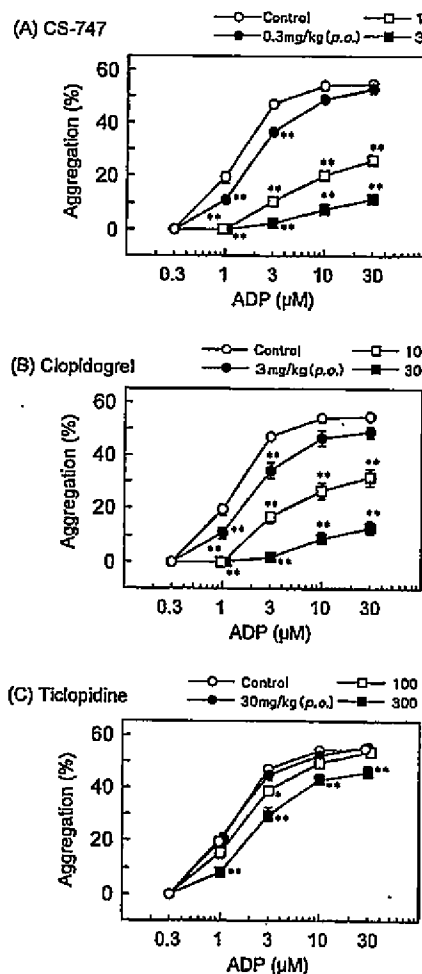 (A) CS-747
Control
0.3mg/kg (p.o.)
1
3
Aggregation (%)
60
40
20
0
** ** ** ** **
** ** ** ** **
**
0.3 1 3 10 30
ADP (µM)
(B) Clopidogrel
Control
3mg/kg (p.o.)
10
30
Aggregation (%)
60
40
20
0
** ** ** ** **
** ** ** ** **
**
0.3 1 3 10 30
ADP (µM)
(C) Ticlopidine
Control
30mg/kg (p.o.)
100
300
Aggregation (%)
60
40
20
0
*
** ** ** **
0.3 1 3 10 30
ADP (µM)